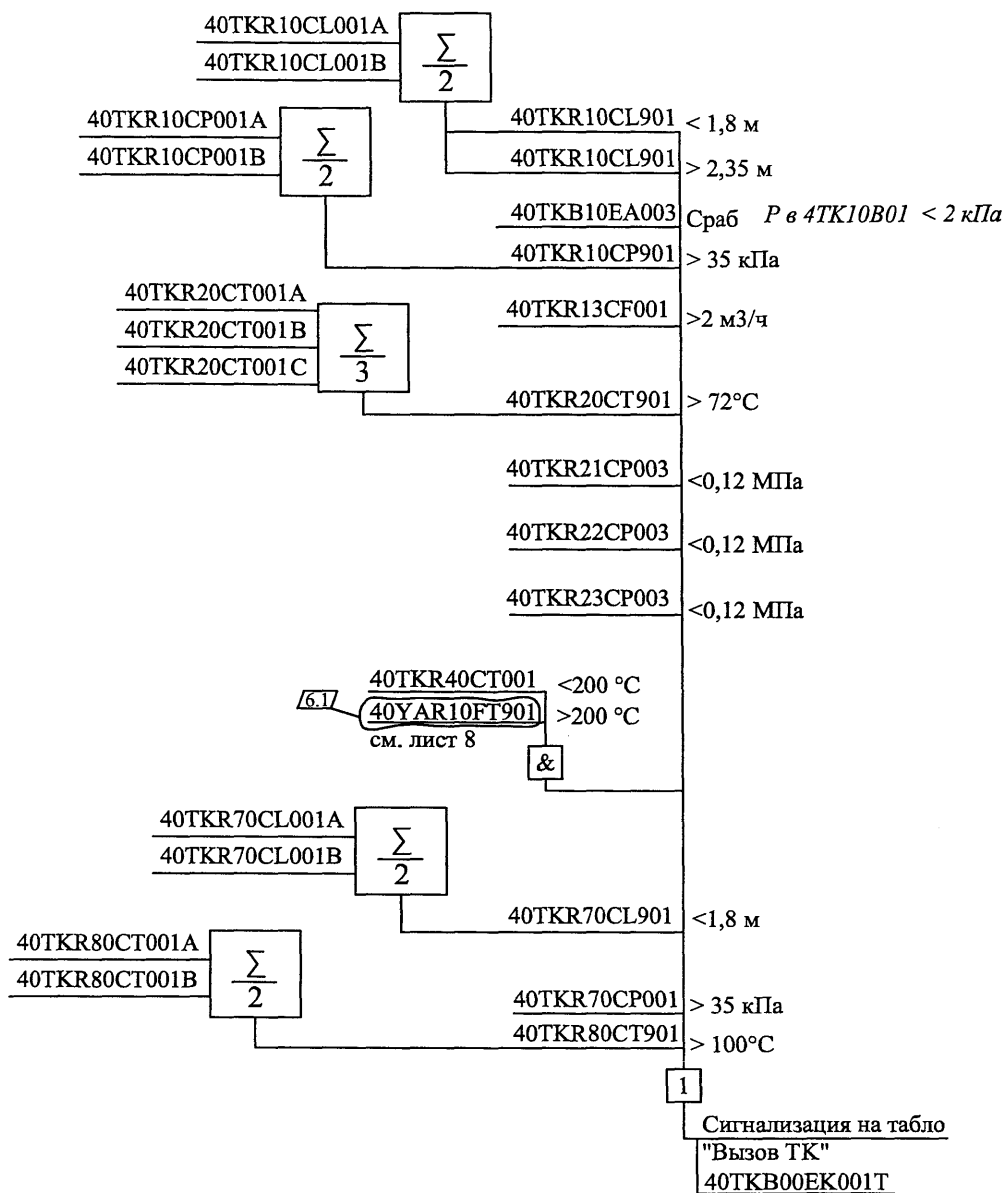 40TKR10CL001A
40TKR10CL001B
∑
2
40TKR10CP001A
40TKR10CP001B
∑
2
40TKR10CL901 < 1,8 м
40TKR10CL901 > 2,35 м
40TKB10EA003 Сраб P в 4TK10B01 < 2 кПа
40TKR10CP901 > 35 кПа
40TKR20CT001A
40TKR20CT001B
40TKR20CT001C
∑
3
40TKR13CF001 >2 м3/ч
40TKR20CT901 > 72°C
40TKR21CP003 <0,12 МПа
40TKR22CP003 <0,12 МПа
40TKR23CP003 <0,12 МПа
40TKR40CT001 <200 °C
6.1 40YAR10FT901 >200 °C
см. лист 8
&
40TKR70CL001A
40TKR70CL001B
∑
2
40TKR70CL901 <1,8 м
40TKR80CT001A
40TKR80CT001B
∑
2
40TKR70CP001 > 35 кПа
40TKR80CT901 > 100°C
1
Сигнализация на табло
"Вызов ТК"
40TKB00EK001T